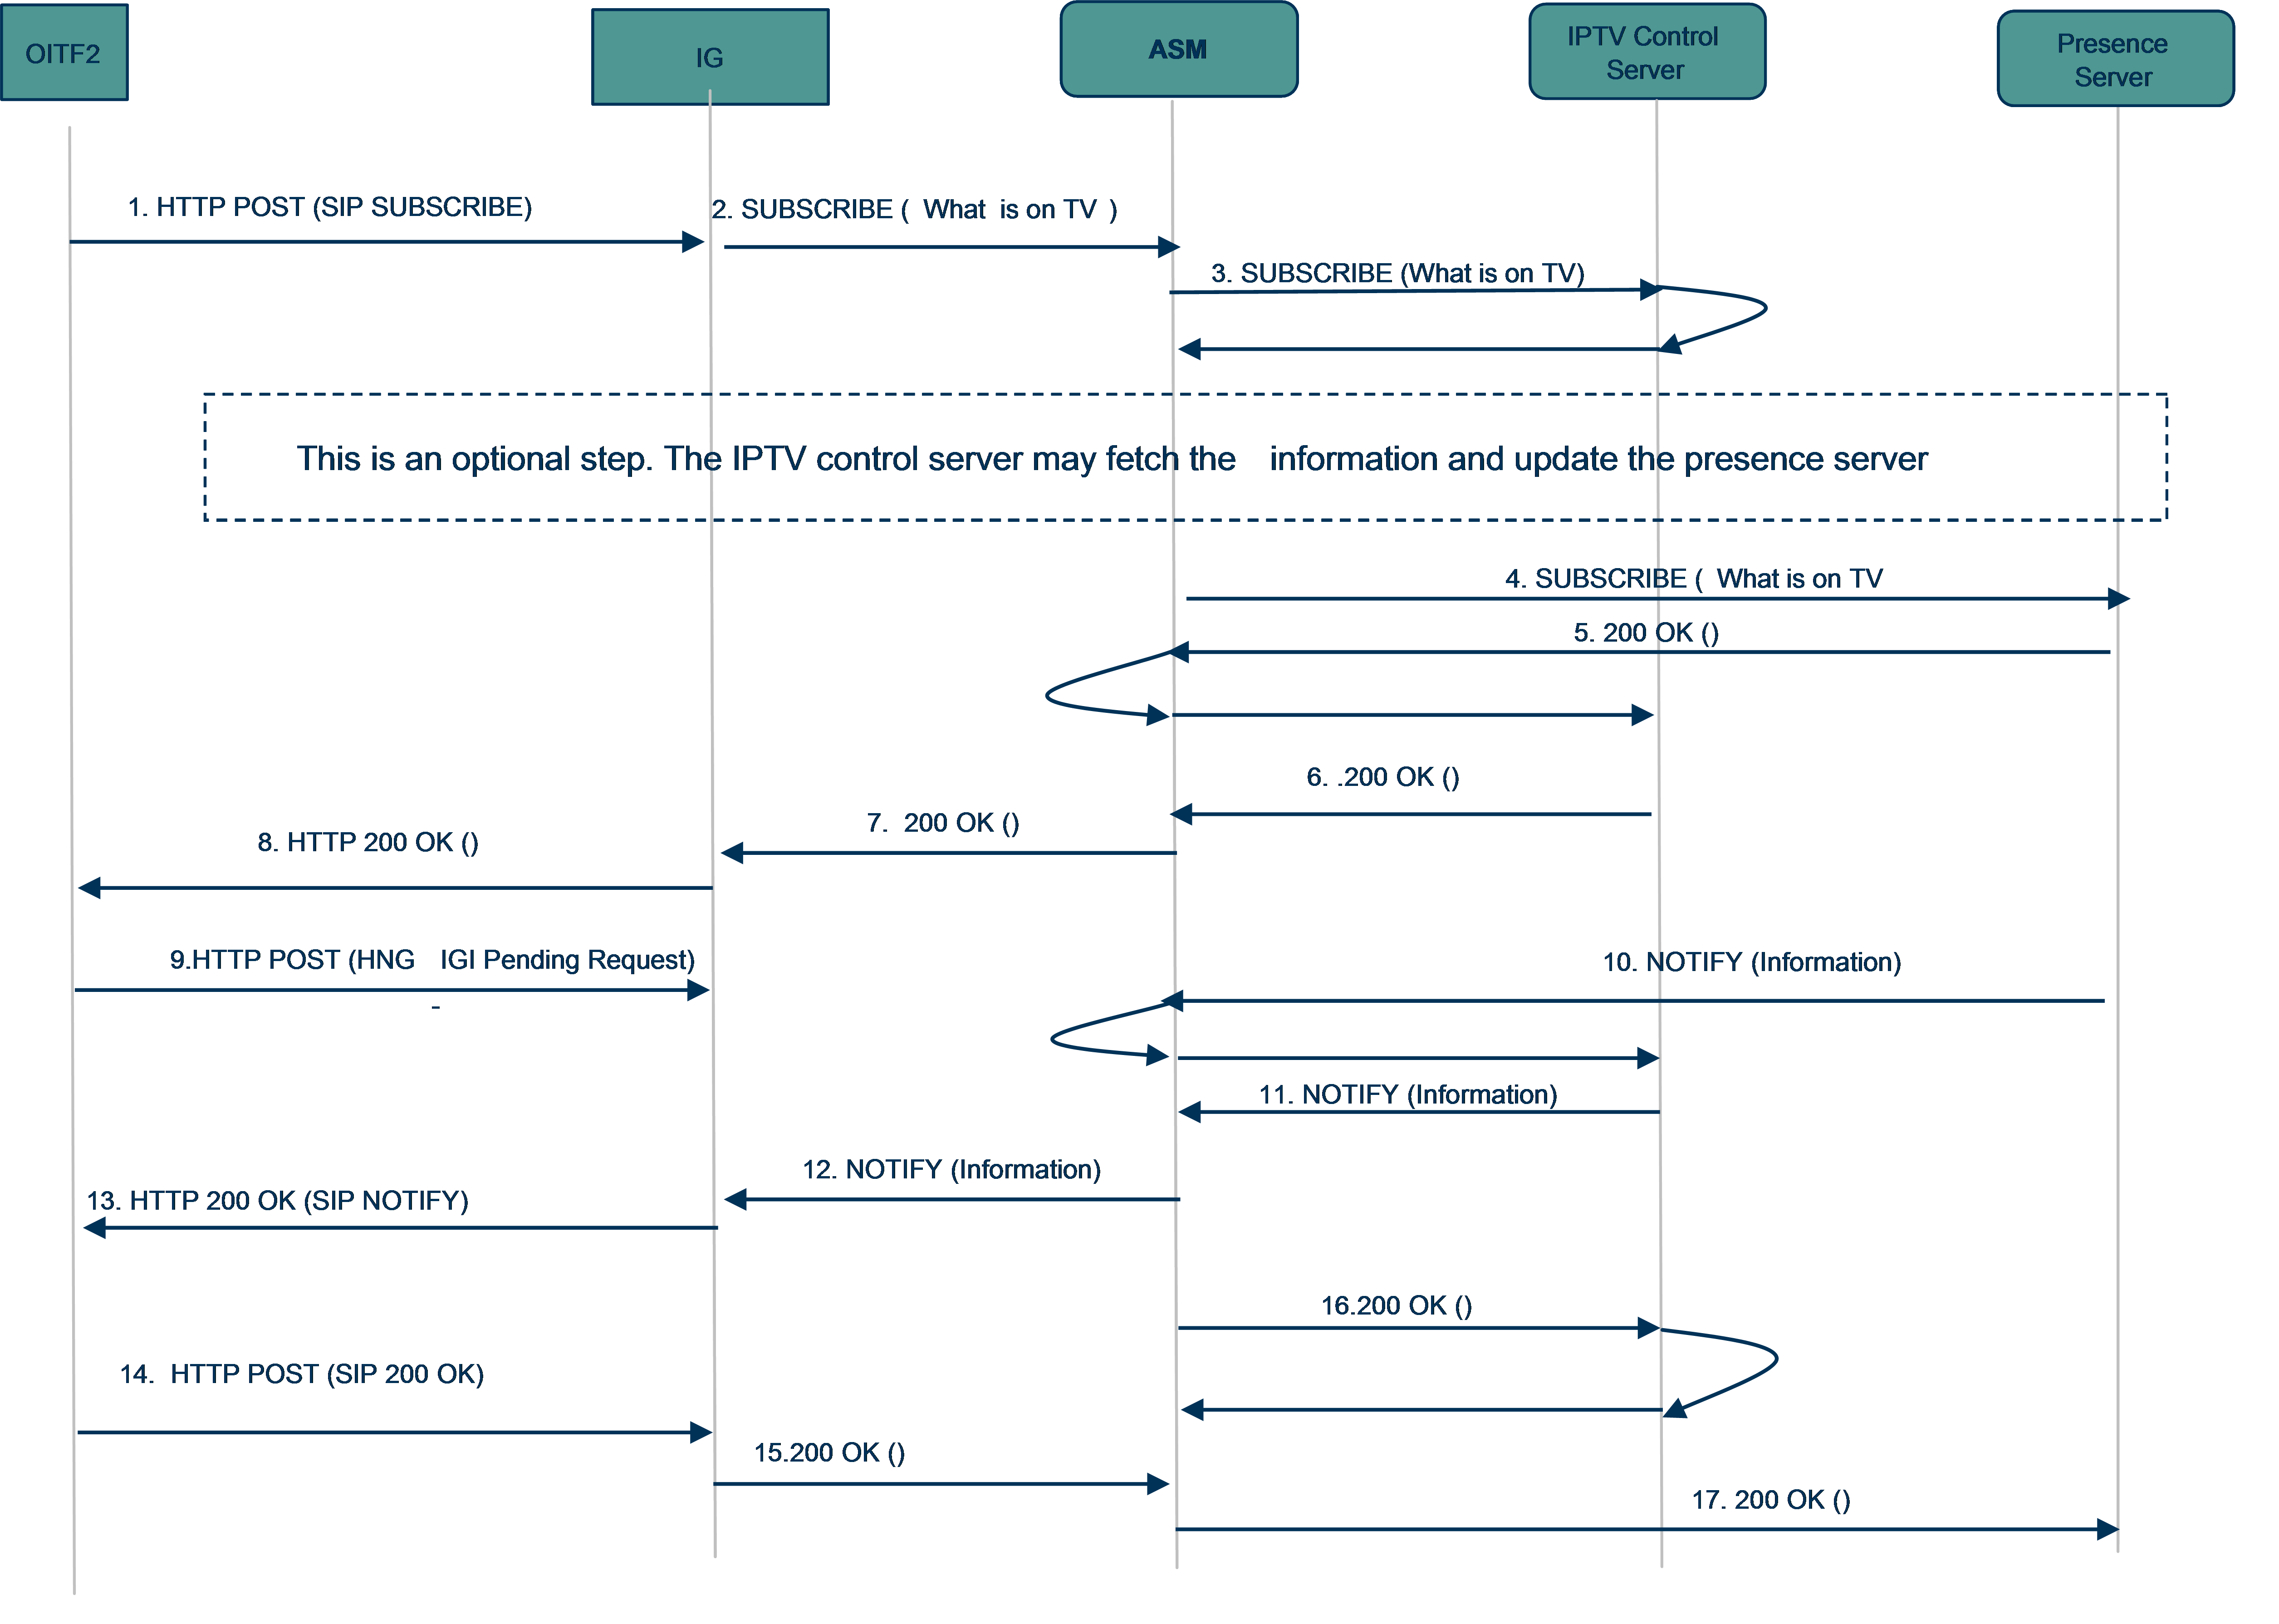 OITF2
IG
ASM
IPTV Control
Server
Presence
Server
1. HTTP POST (SIP SUBSCRIBE)
2. SUBSCRIBE ( What is on TV )
3. SUBSCRIBE (What is on TV)
This is an optional step. The IPTV control server may fetch the information and update the presence server
4. SUBSCRIBE ( What is on TV
5. 200 OK ()
6. .200 OK ()
7. 200 OK ()
8. HTTP 200 OK ()
9.HTTP POST (HNG_IGI Pending Request)
10. NOTIFY (Information)
11. NOTIFY (Information)
12. NOTIFY (Information)
13. HTTP 200 OK (SIP NOTIFY)
16.200 OK ()
14. HTTP POST (SIP 200 OK)
15.200 OK ()
17. 200 OK ()